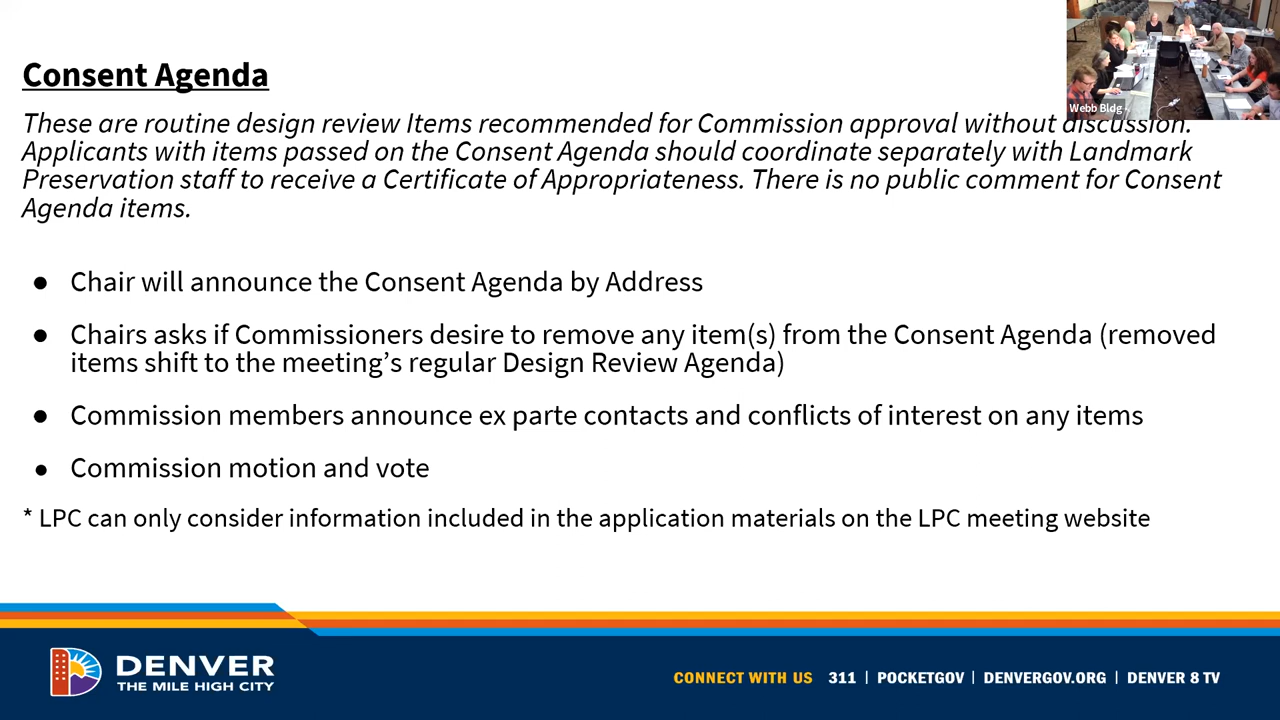 Consent Agenda
Webb Bldg -
These are routine design review Items recommended for Commission approval without discussion.
Applicants with items passed on the Consent Agenda should coordinate separately with Landmark
Preservation staff to receive a Certificate of Appropriateness. There is no public comment for Consent
Agenda items.
● Chair will announce the Consent Agenda by Address
● Chairs asks if Commissioners desire to remove any item(s) from the Consent Agenda (removed
items shift to the meeting’s regular Design Review Agenda)
● Commission members announce ex parte contacts and conflicts of interest on any items
● Commission motion and vote
* LPC can only consider information included in the application materials on the LPC meeting website
DENVER
THE MILE HIGH CITY
CONNECT WITH US 311 | POCKETGOV | DENVERGOV.ORG | DENVER 8 TV